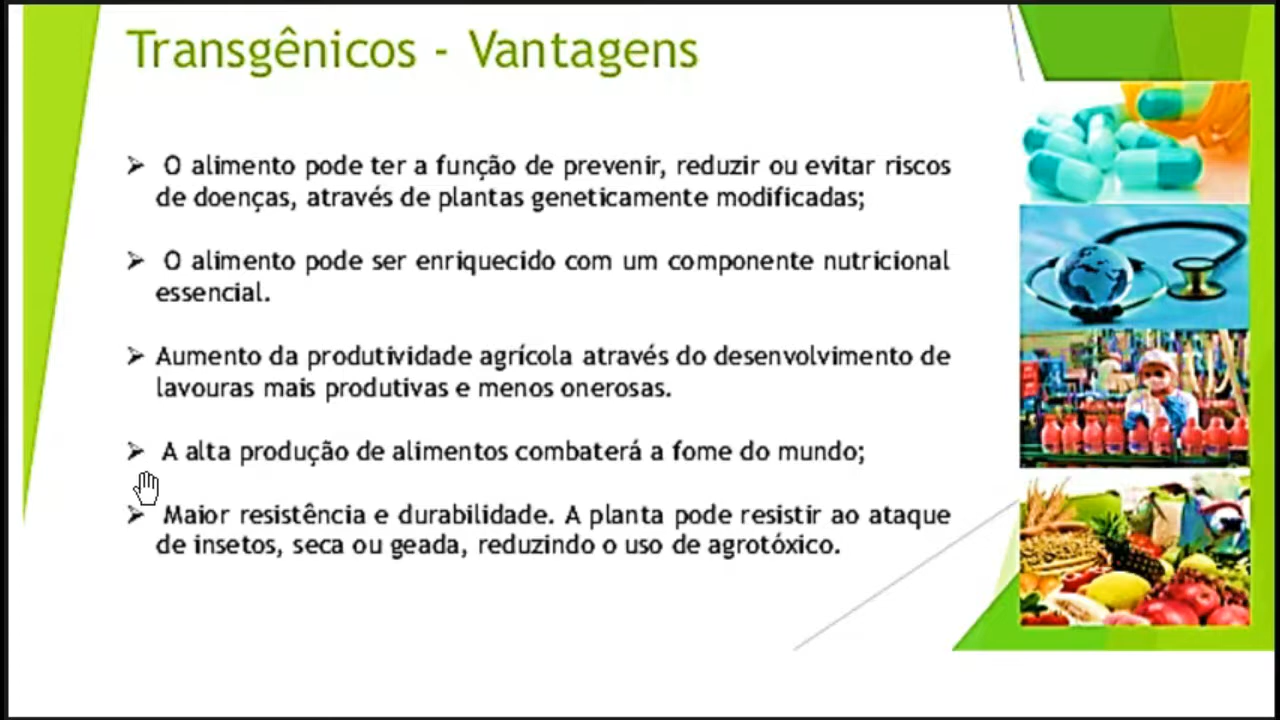 Transgênicos - Vantagens
➢ O alimento pode ter a função de prevenir, reduzir ou evitar riscos
de doenças, através de plantas geneticamente modificadas;
➢ O alimento pode ser enriquecido com um componente nutricional
essencial.
➢ Aumento da produtividade agrícola através do desenvolvimento de
lavouras mais produtivas e menos onerosas.
➢ A alta produção de alimentos combaterá a fome do mundo;
➢ Maior resistência e durabilidade. A planta pode resistir ao ataque
de insetos, seca ou geada, reduzindo o uso de agrotóxico.